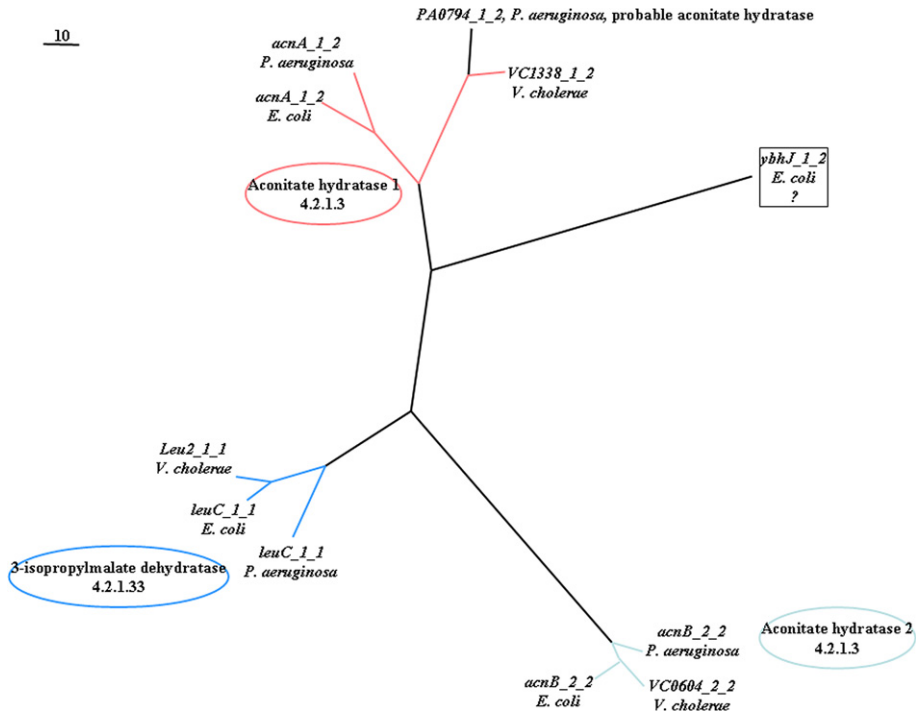 10
PA0794_1_2, P. aeruginosa, probable aconitate hydratase
acnA_1_2
P. aeruginosa
VC1338_1_2
V. cholerae
acnA_1_2
E. coli
ybhJ_1_2
E. coli
?
Aconitate hydratase 1
4.2.1.3
Leu2_1_1
V. cholerae
leuC_1_1
E. coli
leuC_1_1
P. aeruginosa
3-isopropylmalate dehydratase
4.2.1.33
acnB_2_2
P. aeruginosa
Aconitate hydratase 2
4.2.1.3
acnB_2_2
E. coli
VC0604_2_2
V. cholerae